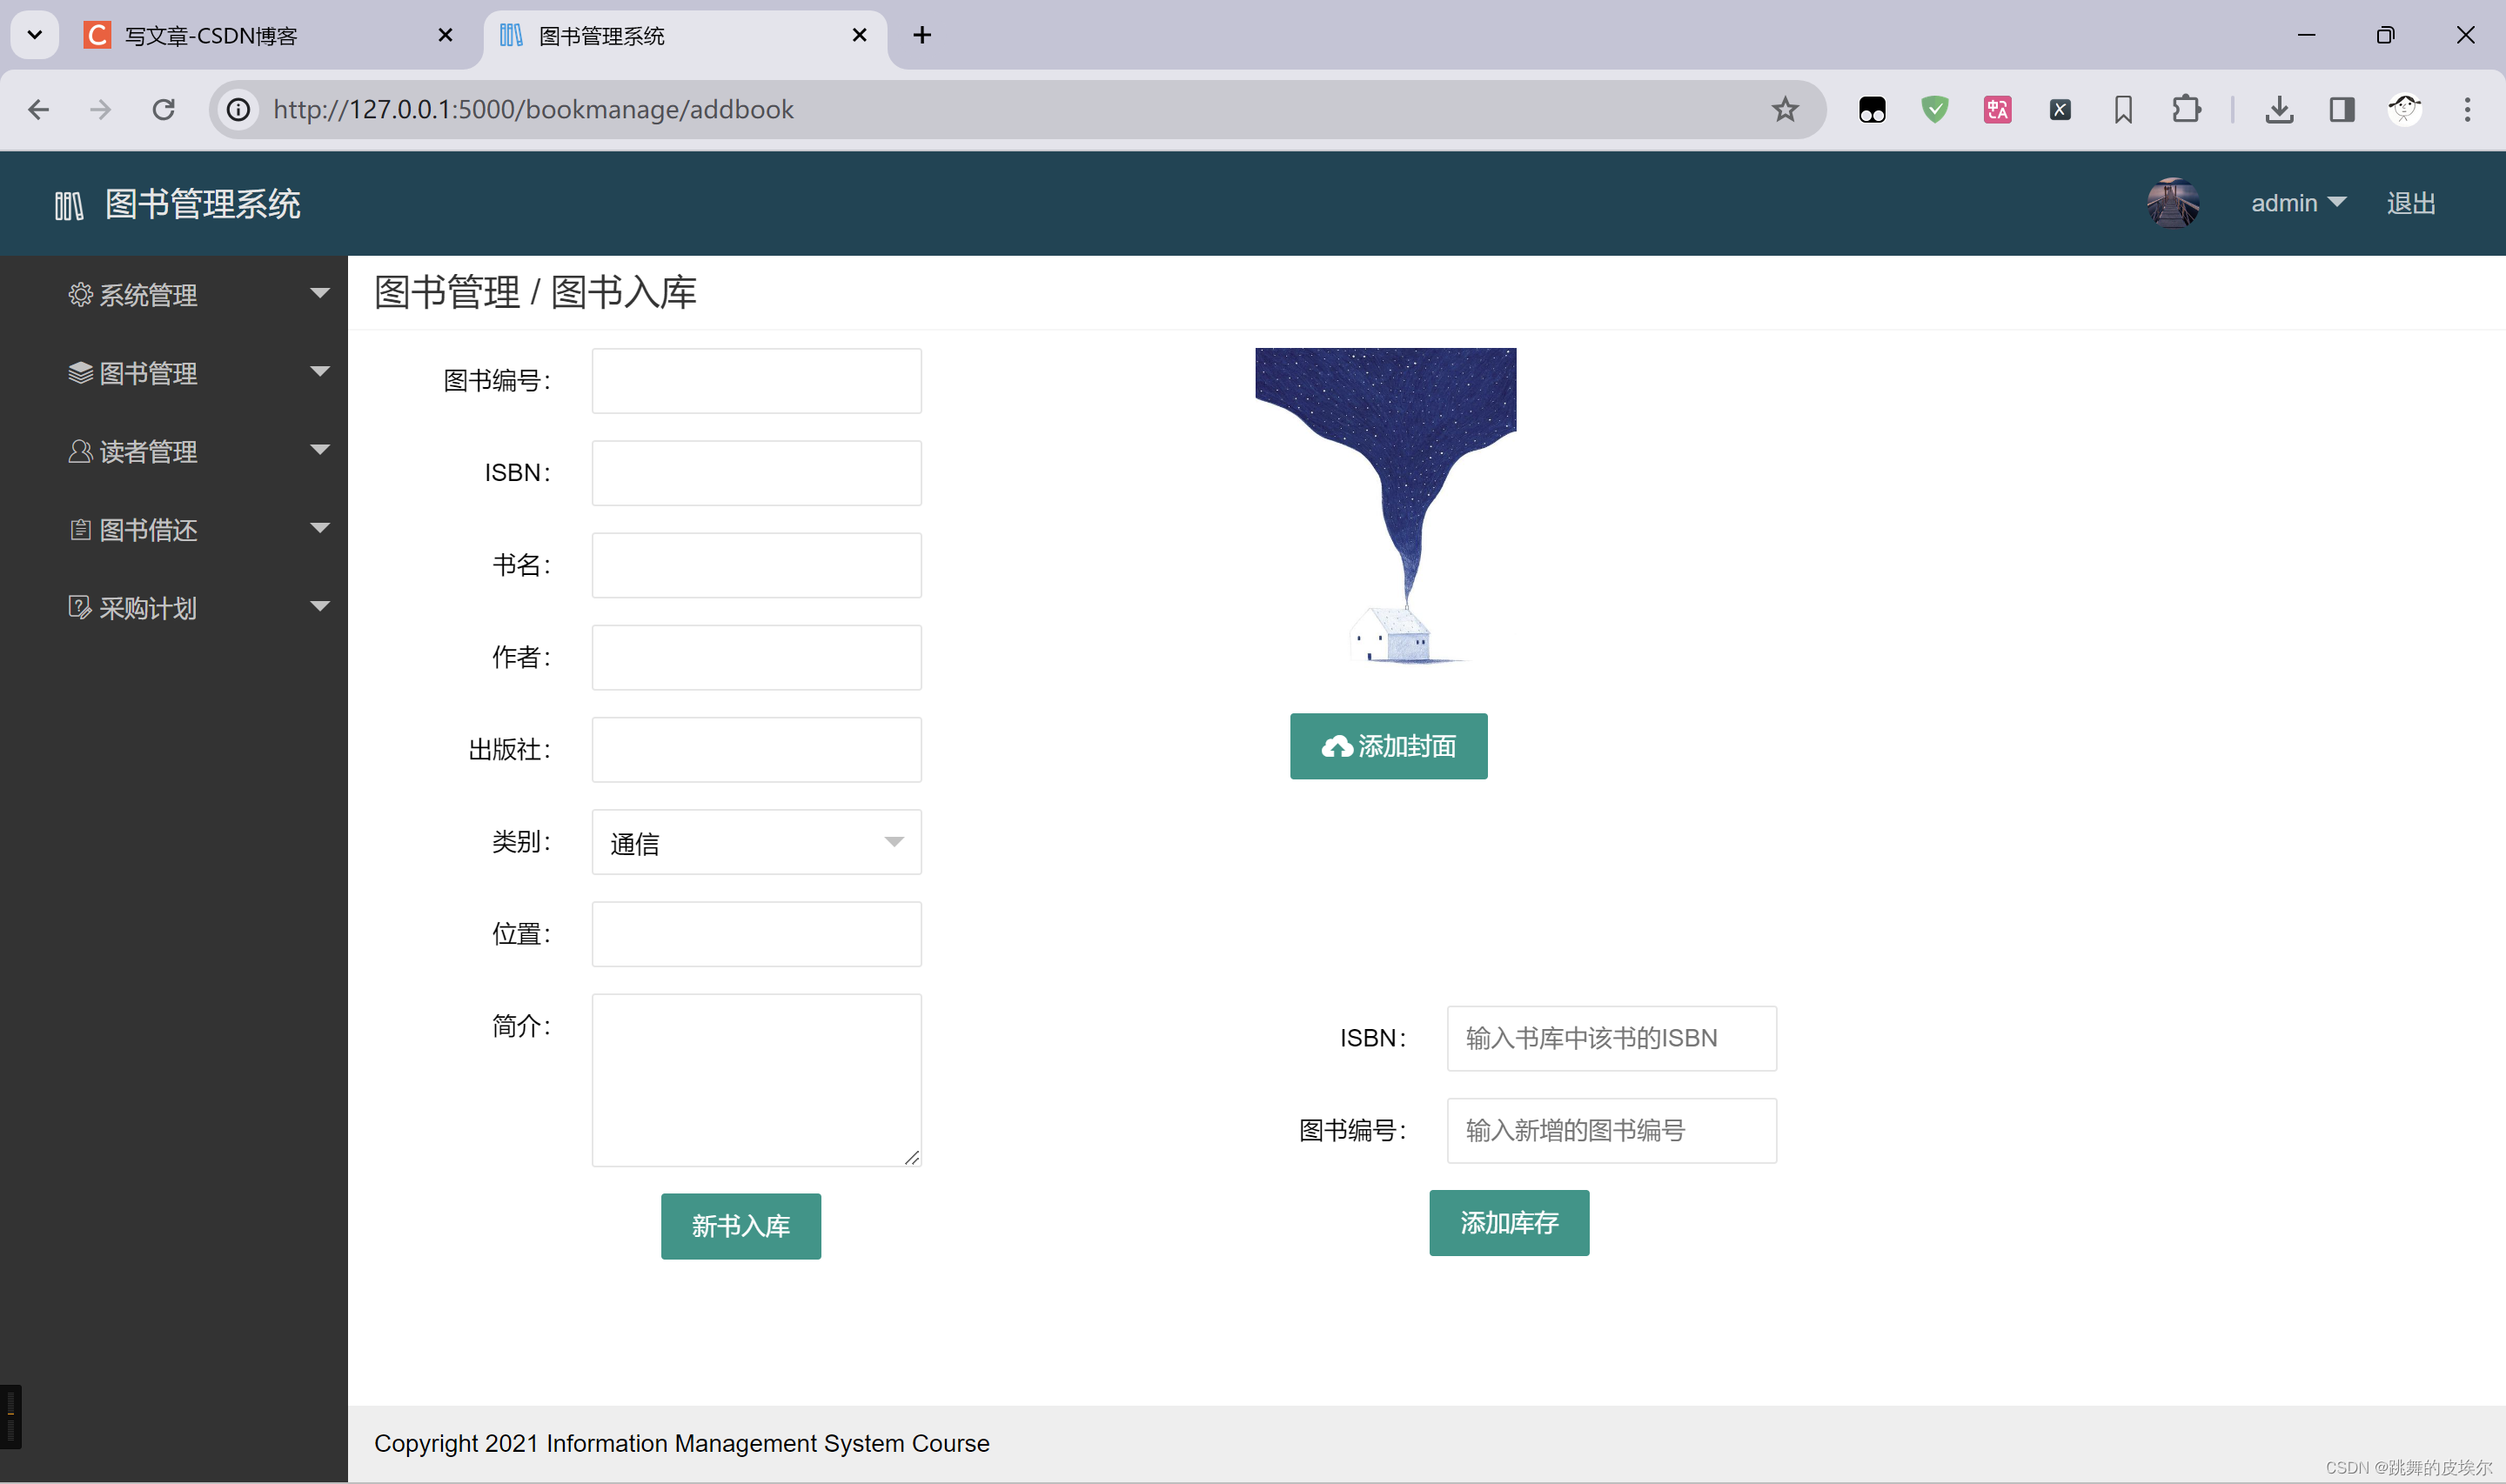 写文章-CSDN博客
图书管理系统
http://127.0.0.1:5000/bookmanage/addbook
图书管理系统
admin
退出
系统管理
图书管理
读者管理
图书借还
采购计划
图书管理 / 图书入库
图书编号：
ISBN：
书名：
作者：
出版社：
类别：
通信
位置：
简介：
新书入库
添加封面
ISBN：
输入书库中该书的ISBN
图书编号：
输入新增的图书编号
添加库存
Copyright 2021 Information Management System Course
CSDN @跳舞的皮埃尔